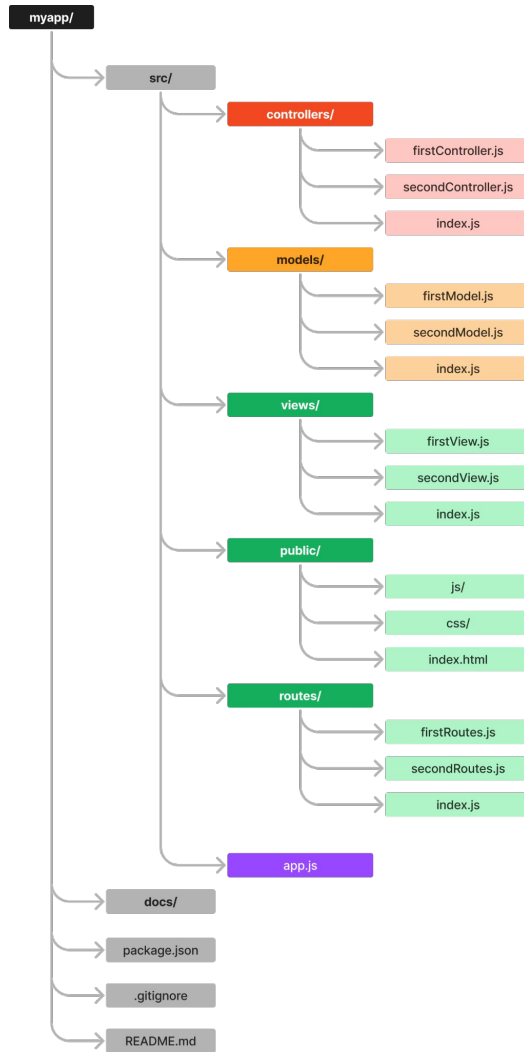 myapp/
src/
controllers/
firstController.js
secondController.js
index.js
models/
firstModel.js
secondModel.js
index.js
views/
firstView.js
secondView.js
index.js
public/
js/
css/
index.html
routes/
firstRoutes.js
secondRoutes.js
index.js
app.js
docs/
package.json
.gitignore
README.md